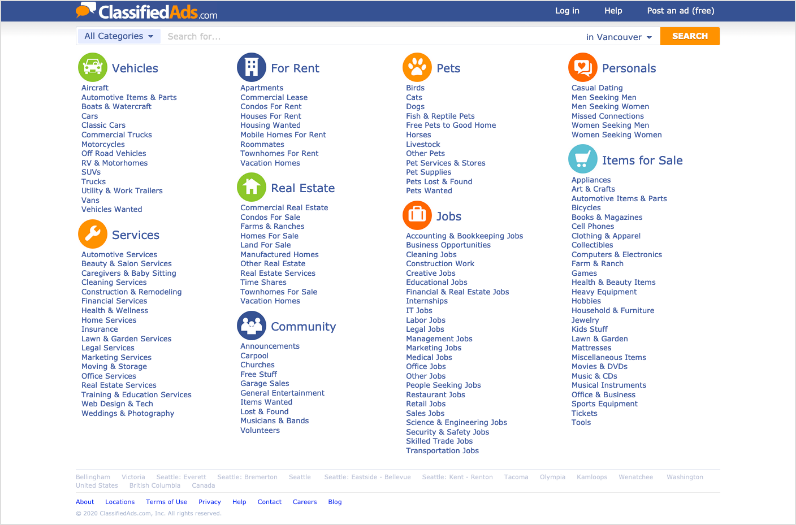 ClassifiedAds.com
Log in Help Post an ad (free)
All Categories Search for... in Vancouver SEARCH
Vehicles
Aircraft
Automotive Items & Parts
Boats & Watercraft
Cars
Classic Cars
Commercial Trucks
Motorcycles
Off Road Vehicles
RV & Motorhomes
SUVs
Trucks
Utility & Work Trailers
Vans
Vehicles Wanted
Services
Automotive Services
Beauty & Salon Services
Caregivers & Baby Sitting
Cleaning Services
Construction & Remodeling
Financial Services
Health & Wellness
Home Services
Insurance
Lawn & Garden Services
Legal Services
Marketing Services
Moving & Storage
Office Services
Real Estate Services
Training & Education Services
Web Design & Tech
Weddings & Photography
For Rent
Apartments
Commercial Lease
Condos For Rent
Houses For Rent
Housing Wanted
Mobile Homes For Rent
Roommates
Townhomes For Rent
Vacation Homes
Real Estate
Commercial Real Estate
Condos For Sale
Farms & Ranches
Homes For Sale
Land For Sale
Manufactured Homes
Other Real Estate
Real Estate Services
Time Shares
Townhomes For Sale
Vacation Homes
Community
Announcements
Carpool
Churches
Free Stuff
Garage Sales
General Entertainment
Items Wanted
Lost & Found
Musicians & Bands
Volunteers
Pets
Birds
Cats
Dogs
Fish & Reptile Pets
Free Pets to Good Home
Horses
Livestock
Other Pets
Pet Services & Stores
Pet Supplies
Pets Lost & Found
Pets Wanted
Jobs
Accounting & Bookkeeping Jobs
Business Opportunities
Cleaning Jobs
Construction Work
Creative Jobs
Educational Jobs
Financial & Real Estate Jobs
Internships
IT Jobs
Labor Jobs
Legal Jobs
Management Jobs
Marketing Jobs
Medical Jobs
Office Jobs
Other Jobs
People Seeking Jobs
Restaurant Jobs
Retail Jobs
Sales Jobs
Science & Engineering Jobs
Security & Safety Jobs
Skilled Trade Jobs
Transportation Jobs
Personals
Casual Dating
Men Seeking Men
Men Seeking Women
Missed Connections
Women Seeking Men
Women Seeking Women
Items for Sale
Appliances
Art & Crafts
Automotive Items & Parts
Bicycles
Books & Magazines
Cell Phones
Clothing & Apparel
Collectibles
Computers & Electronics
Farm & Ranch
Games
Health & Beauty Items
Heavy Equipment
Hobbies
Household & Furniture
Jewelry
Kids Stuff
Lawn & Garden
Mattresses
Miscellaneous Items
Movies & DVDs
Music & CDs
Musical Instruments
Office & Business
Sports Equipment
Tickets
Tools
Bellingham Victoria Seattle: Everett Seattle: Bremerton Seattle Seattle: Eastside - Bellevue Seattle: Kent - Renton Tacoma Olympia Kamloops Wenatchee Washington
United States British Columbia Canada
About Locations Terms of Use Privacy Help Contact Careers Blog
© 2020 ClassifiedAds.com, Inc. All rights reserved.